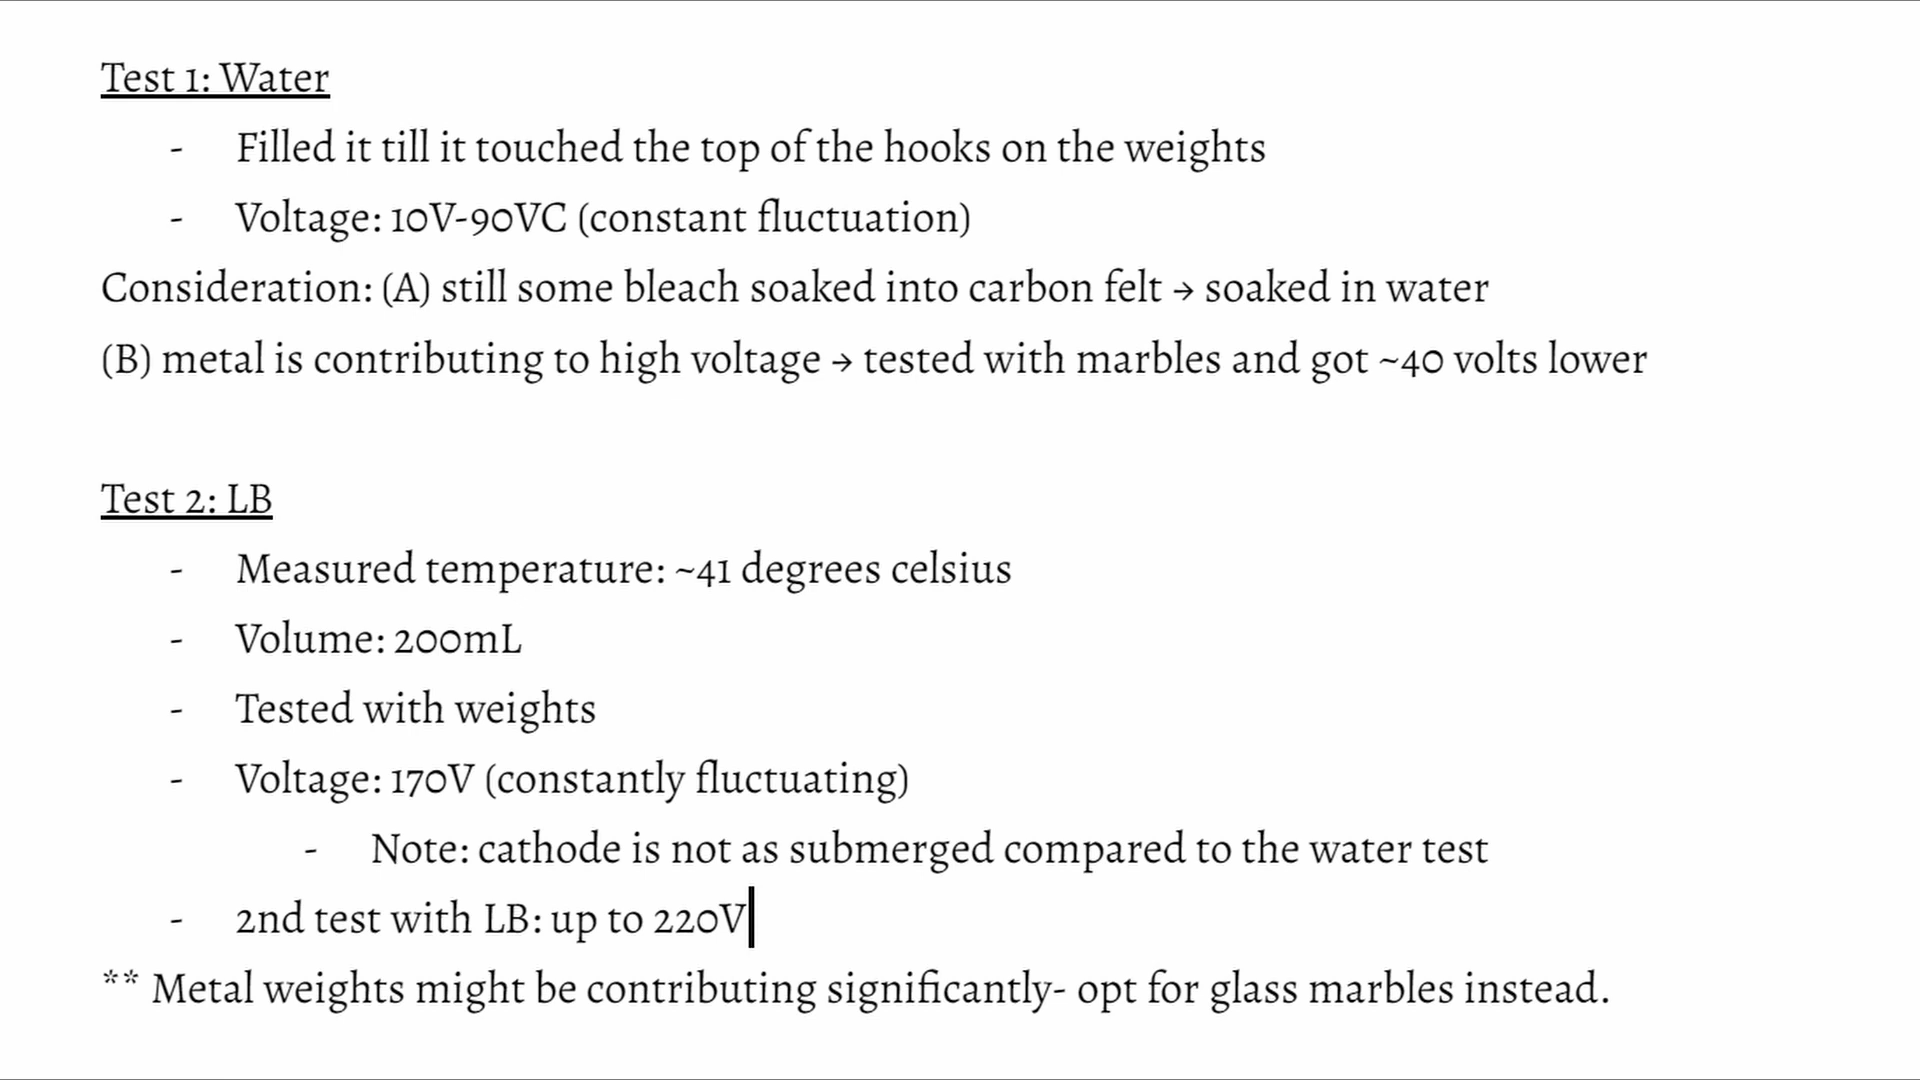 Test 1: Water
- Filled it till it touched the top of the hooks on the weights
- Voltage: 10V-90VC (constant fluctuation)
Consideration: (A) still some bleach soaked into carbon felt → soaked in water
(B) metal is contributing to high voltage → tested with marbles and got ~40 volts lower
Test 2: LB
- Measured temperature: ~41 degrees celsius
- Volume: 200mL
- Tested with weights
- Voltage: 170V (constantly fluctuating)
- Note: cathode is not as submerged compared to the water test
- 2nd test with LB: up to 220V
** Metal weights might be contributing significantly- opt for glass marbles instead.